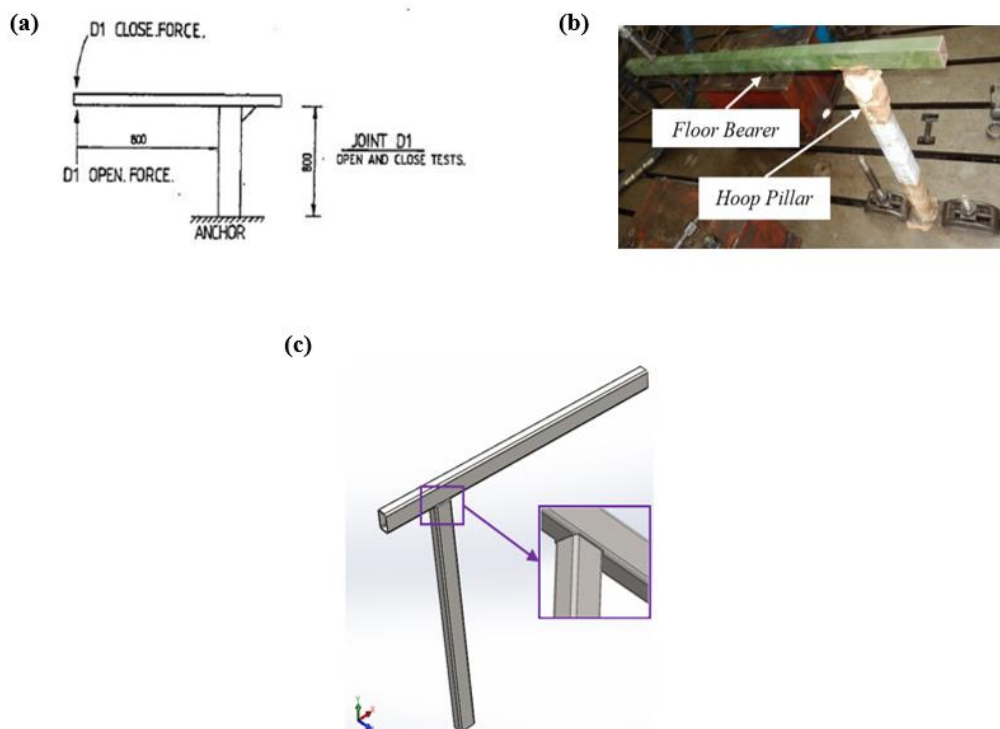 (a)
D1 CLOSE.FORCE.
800
D1 OPEN.FORCE.
800
JOINT D1
OPEN AND CLOSE TESTS.
ANCHOR
(b)
Floor Bearer
Hoop Pillar
(c)